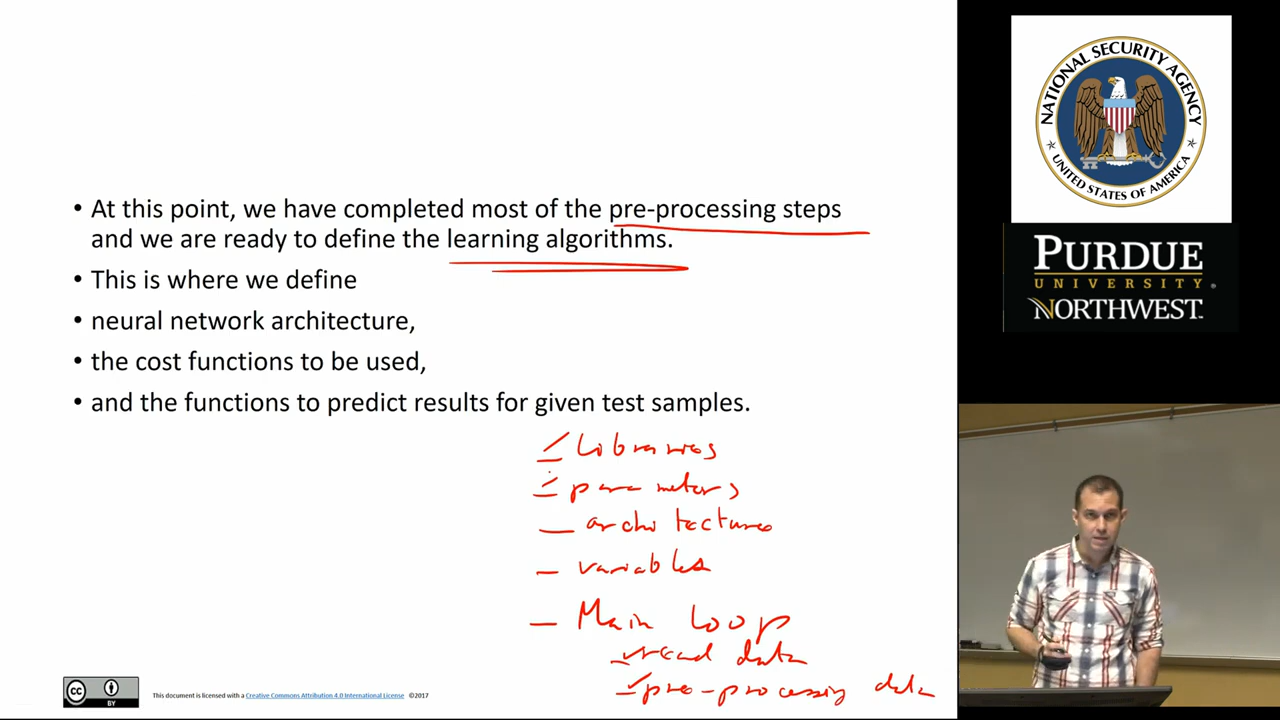 • At this point, we have completed most of the pre-processing steps
and we are ready to define the learning algorithms.
• This is where we define
• neural network architecture,
• the cost functions to be used,
• and the functions to predict results for given test samples.
libraries
parameters
architecture
variables
Main loop
read data
pre-processing data
cc BY
This document is licensed with a Creative Commons Attribution 4.0 International License ©2017
NATIONAL SECURITY AGENCY
UNITED STATES OF AMERICA
PURDUE
UNIVERSITY
NORTHWEST